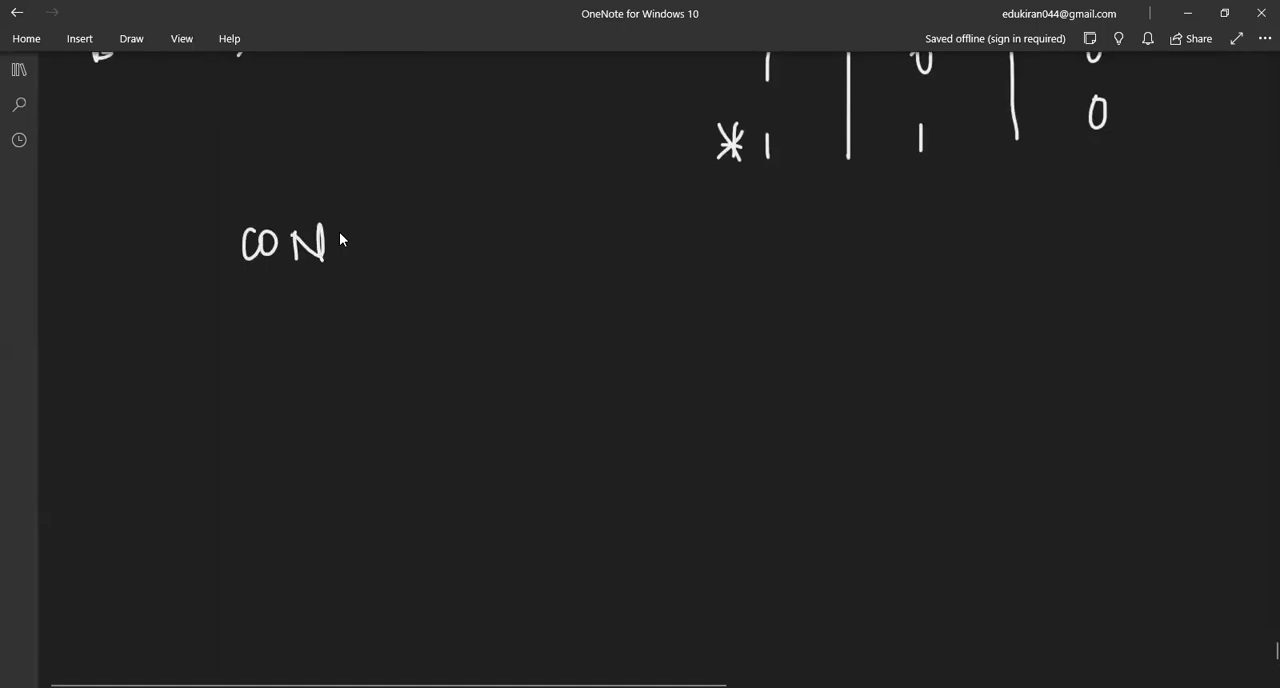 OneNote for Windows 10 edukiran044@gmail.com
Home Insert Draw View Help Saved offline (sign in required) Share
1 0 0
*1 1 0
CON